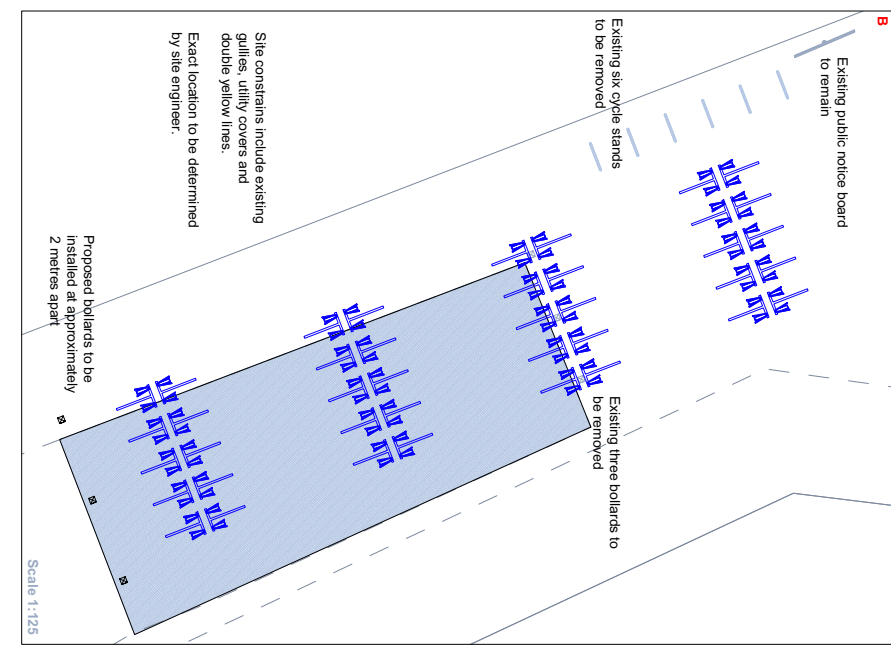 B
Existing public notice board
to remain
Existing six cycle stands
to be removed
Site constrains include existing
gullies, utility covers and
double yellow lines.
Exact location to be determined
by site engineer.
Existing three bollards to
be removed
Proposed bollards to be
installed at approximately
2 metres apart
Scale 1:125